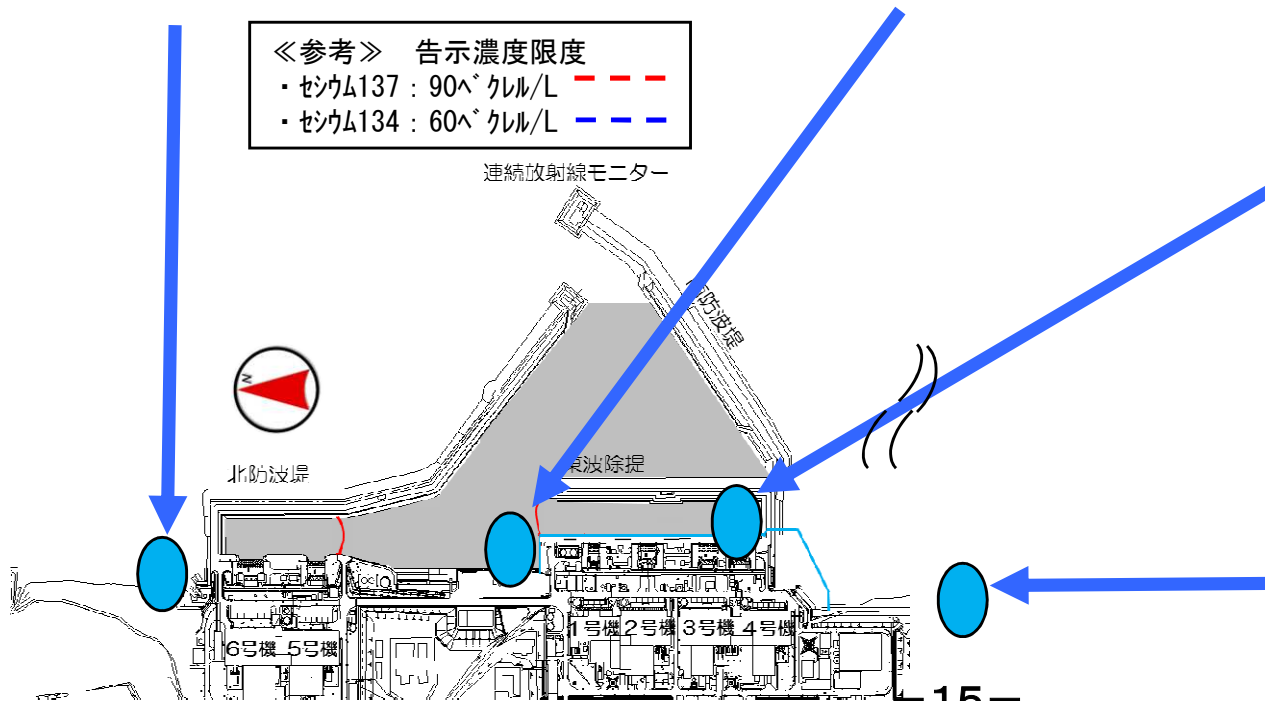 ≪参考≫ 告示濃度限度
・セシウム137：90ベクレル/L
・セシウム134：60ベクレル/L
連続放射線モニター
防波堤
N
北防波堤
東波除堤
6号機 5号機
1号機 2号機 3号機 4号機
-15-